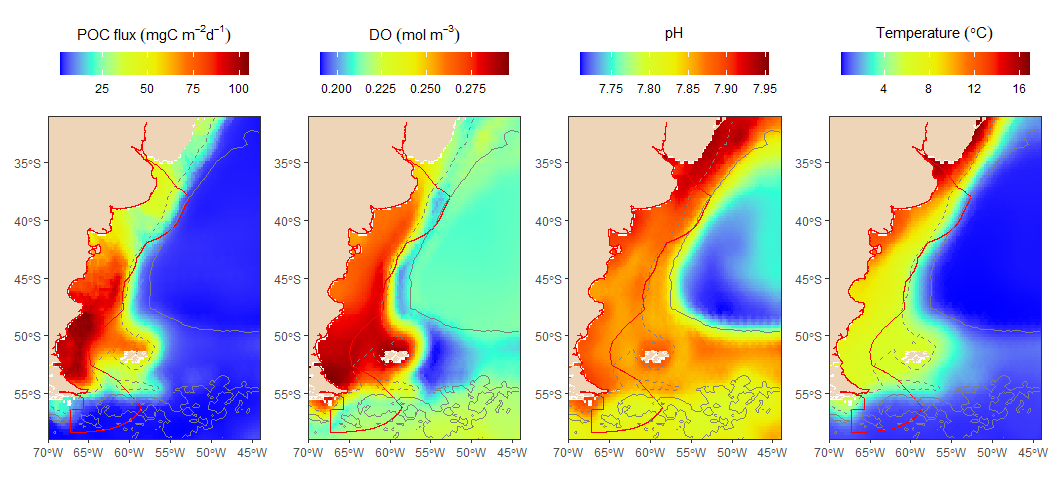 POC flux (mgC m⁻²d⁻¹)
25 50 75 100
DO (mol m⁻³)
0.200 0.225 0.250 0.275
pH
7.75 7.80 7.85 7.90 7.95
Temperature (°C)
4 8 12 16
35°S
40°S
45°S
50°S
55°S
70°W 65°W 60°W 55°W 50°W 45°W
35°S
40°S
45°S
50°S
55°S
70°W 65°W 60°W 55°W 50°W 45°W
35°S
40°S
45°S
50°S
55°S
70°W 65°W 60°W 55°W 50°W 45°W
35°S
40°S
45°S
50°S
55°S
70°W 65°W 60°W 55°W 50°W 45°W